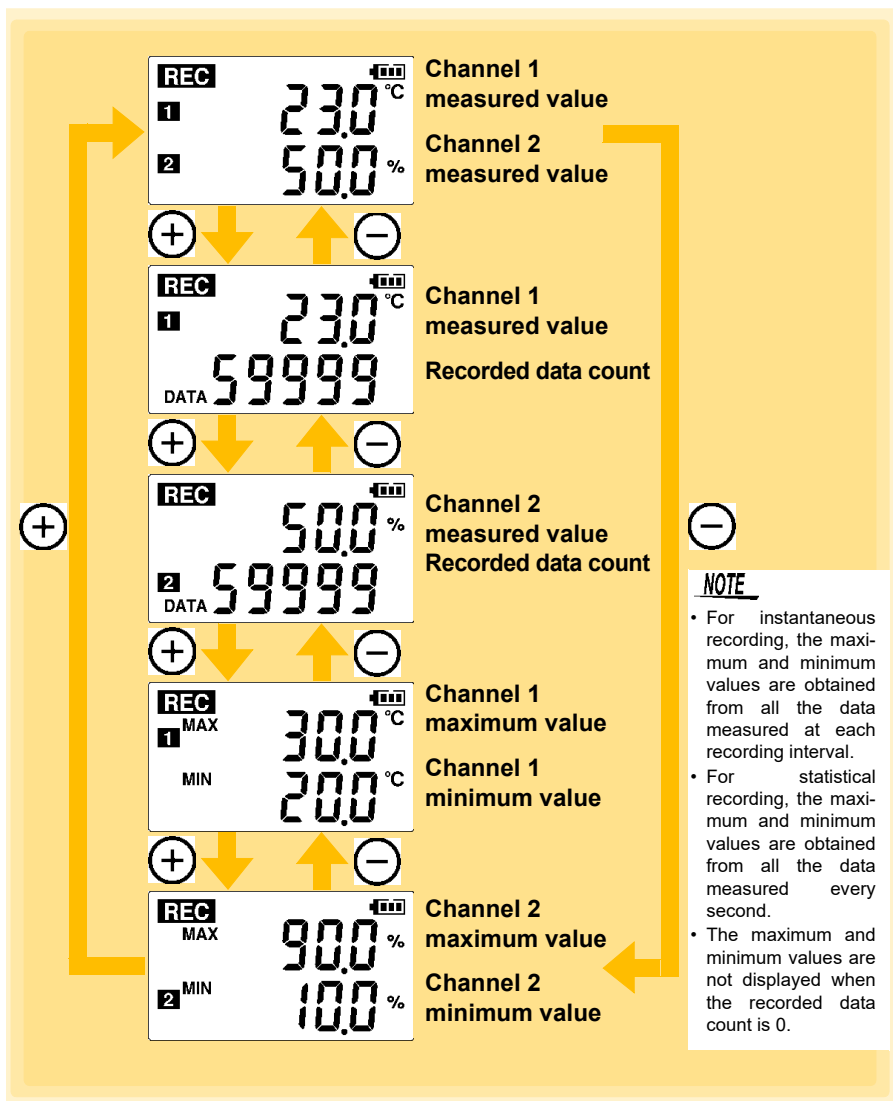 REC
1
23.0 °C
2
50.0 %
Channel 1
measured value
Channel 2
measured value
+
−
REC
1
23.0 °C
DATA 59999
Channel 1
measured value
Recorded data count
+
−
REC
50.0 %
2
DATA 59999
Channel 2
measured value
Recorded data count
+
−
+
−
REC
1 MAX
30.0 °C
MIN
20.0 °C
Channel 1
maximum value
Channel 1
minimum value
+
−
REC
MAX
90.0 %
2 MIN
10.0 %
Channel 2
maximum value
Channel 2
minimum value
NOTE
• For instantaneous
recording, the maxi-
mum and minimum
values are obtained
from all the data
measured at each
recording interval.
• For statistical
recording, the maxi-
mum and minimum
values are obtained
from all the data
measured every
second.
• The maximum and
minimum values are
not displayed when
the recorded data
count is 0.